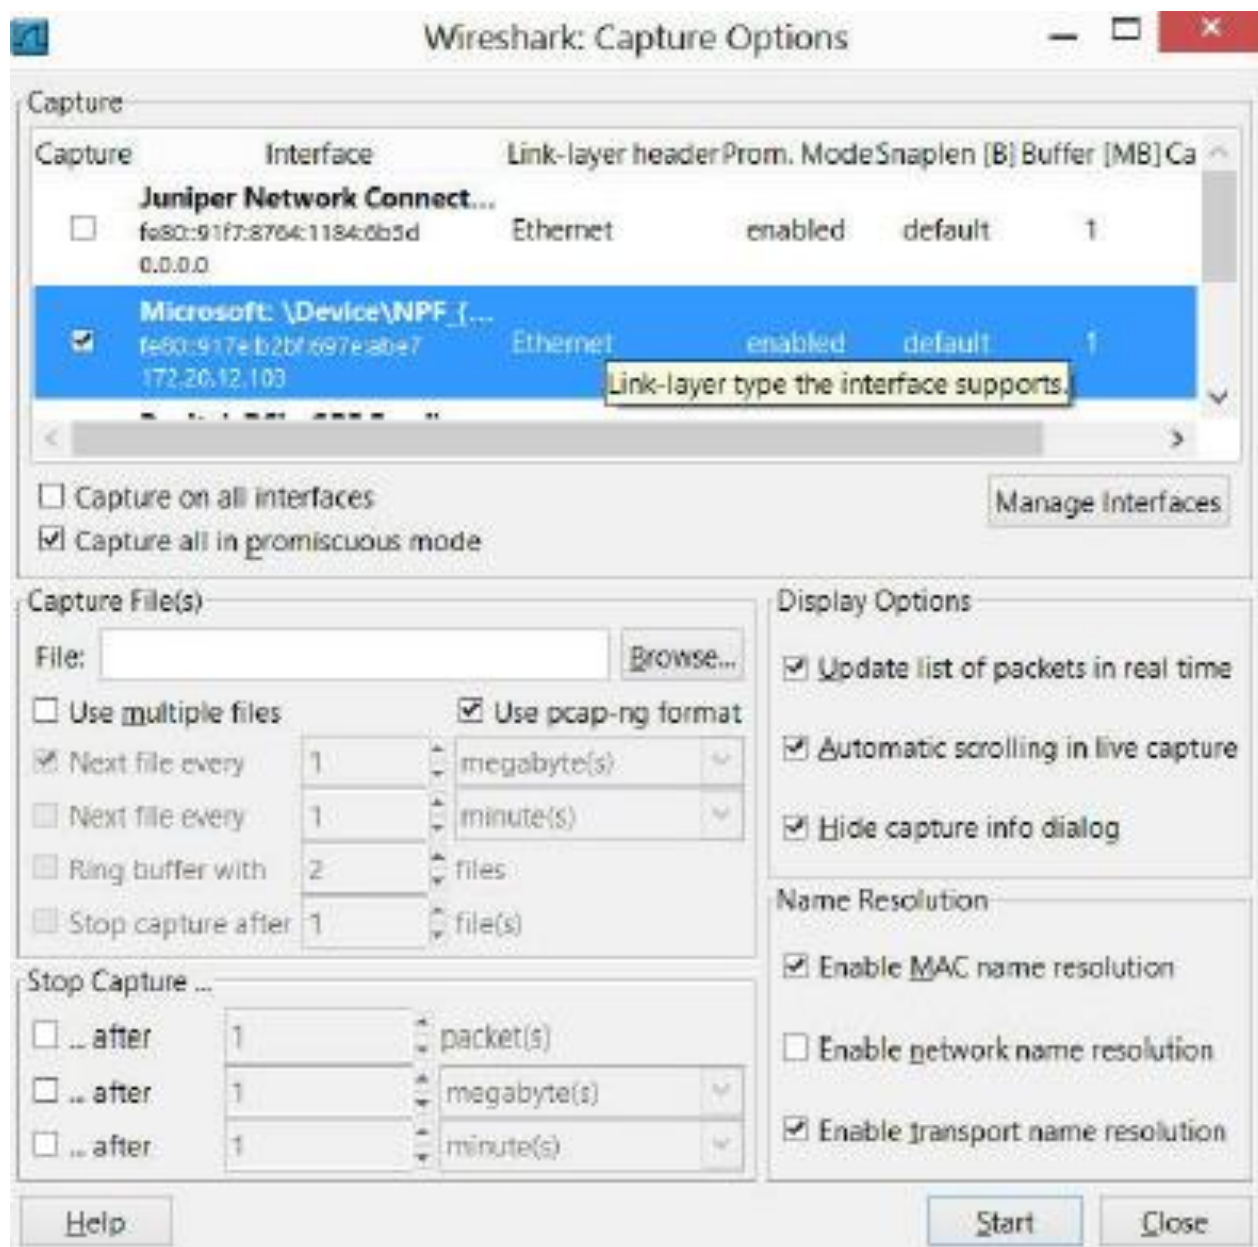 Wireshark: Capture Options
Capture
Capture Interface Link-layer header Prom. Mode Snaplen [B] Buffer [MB] Ca
Juniper Network Connect...
fe80::91f7:8764:1184:6b5d Ethernet enabled default 1
0.0.0.0
Microsoft: \Device\NPF_{...
Ethernet enabled default 1
172.20.12.103
Link-layer type the interface supports.
Capture on all interfaces
Manage Interfaces
Capture all in promiscuous mode
Capture File(s)
File: Browse...
Use multiple files Use pcap-ng format
Next file every 1 megabyte(s)
Next file every 1 minute(s)
Ring buffer with 2 files
Stop capture after 1 file(s)
Stop Capture ...
... after 1 packet(s)
... after 1 megabyte(s)
... after 1 minute(s)
Display Options
Update list of packets in real time
Automatic scrolling in live capture
Hide capture info dialog
Name Resolution
Enable MAC name resolution
Enable network name resolution
Enable transport name resolution
Help Start Close